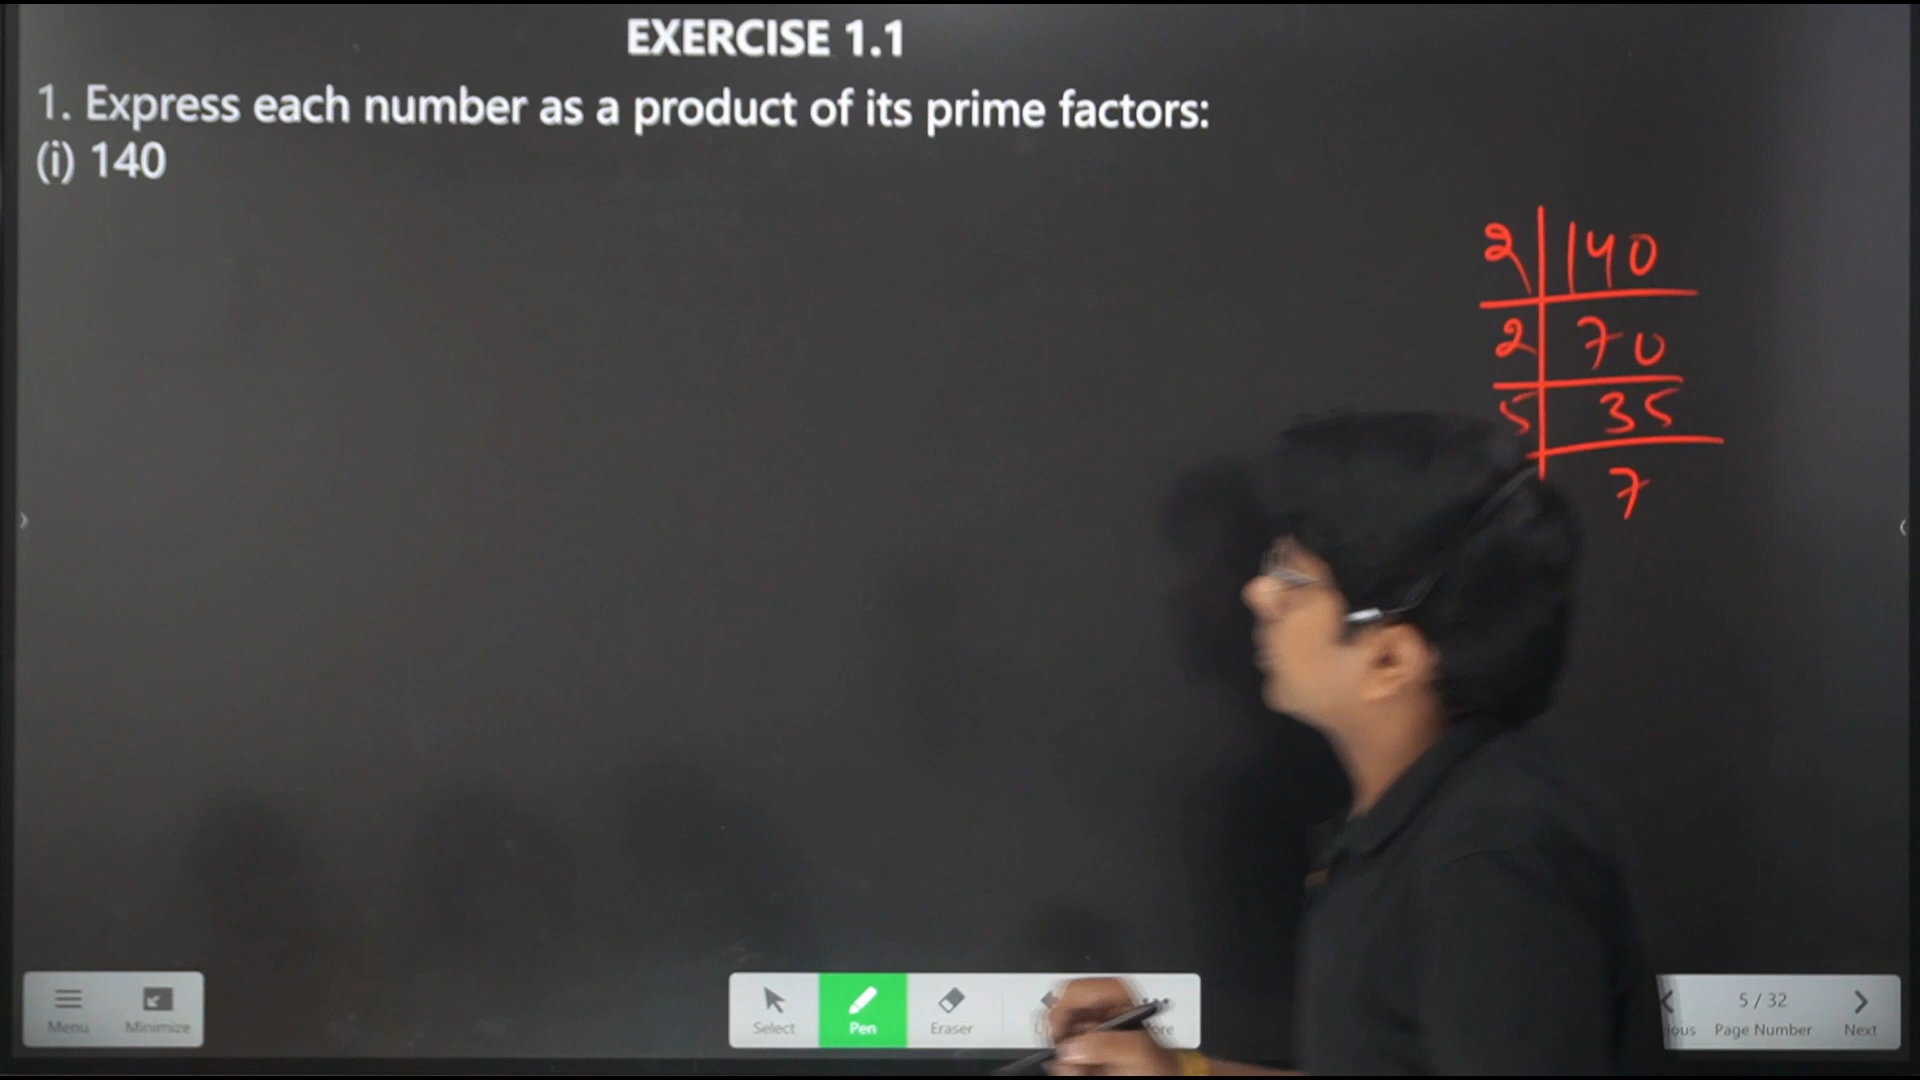 EXERCISE 1.1
1. Express each number as a product of its prime factors:
(i) 140
2 140
2 70
5 35
7
Menu Minimize Select Pen Eraser 5 / 32 Page Number Next